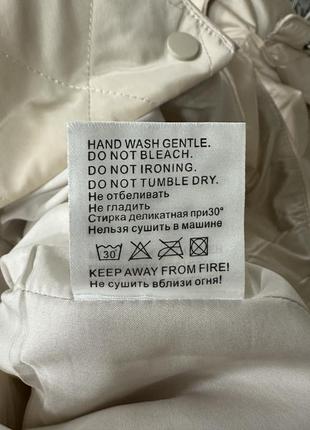 HAND WASH GENTLE.
DO NOT BLEACH.
DO NOT IRONING.
DO NOT TUMBLE DRY.
Не отбеливать
Не гладить
Стирка деликатная при30°
Нельзя сушить в машине
30
KEEP AWAY FROM FIRE!
Не сушить вблизи огня!